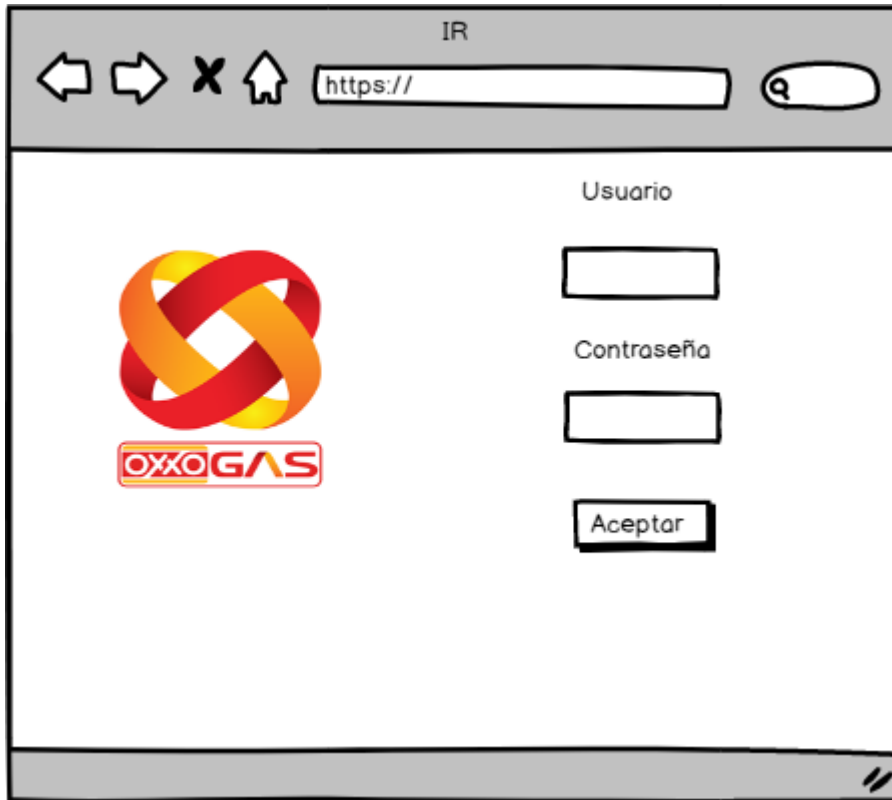 IR
https://
Usuario
Contraseña
OXXO GAS
Aceptar